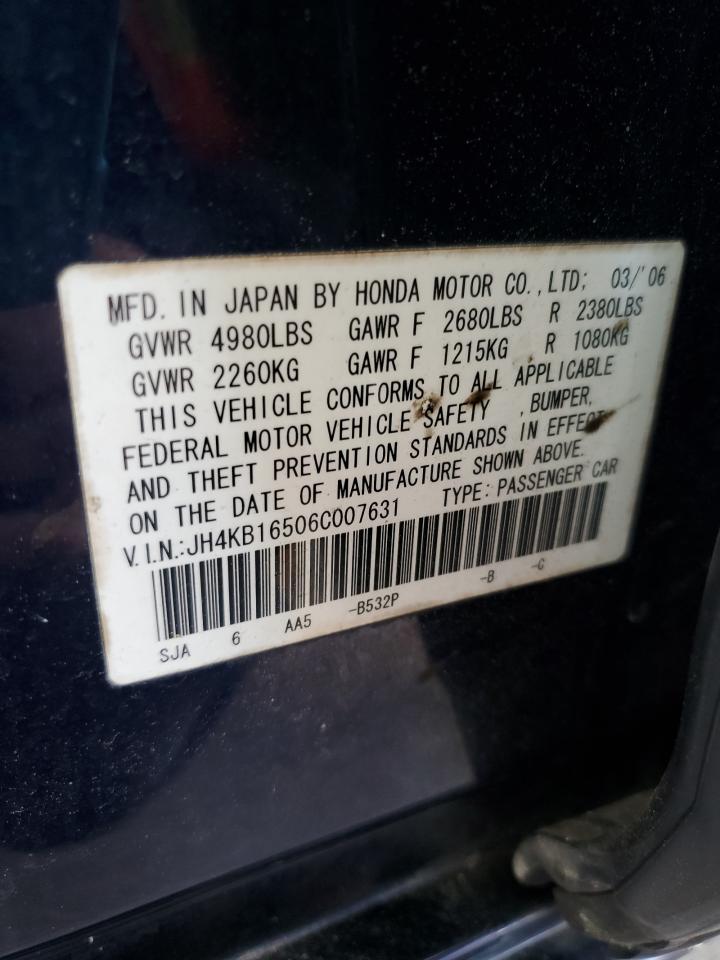 MFD. IN JAPAN BY HONDA MOTOR CO., LTD; 03/'06
GVWR 4980LBS GAWR F 2680LBS R 2380LBS
GVWR 2260KG GAWR F 1215KG R 1080KG
THIS VEHICLE CONFORMS TO ALL APPLICABLE
FEDERAL MOTOR VEHICLE SAFETY , BUMPER,
AND THEFT PREVENTION STANDARDS IN EFFECT
ON THE DATE OF MANUFACTURE SHOWN ABOVE.
V.I.N.:JH4KB16506C007631 TYPE: PASSENGER CAR
SJA 6 AA5 -B532P -B -C